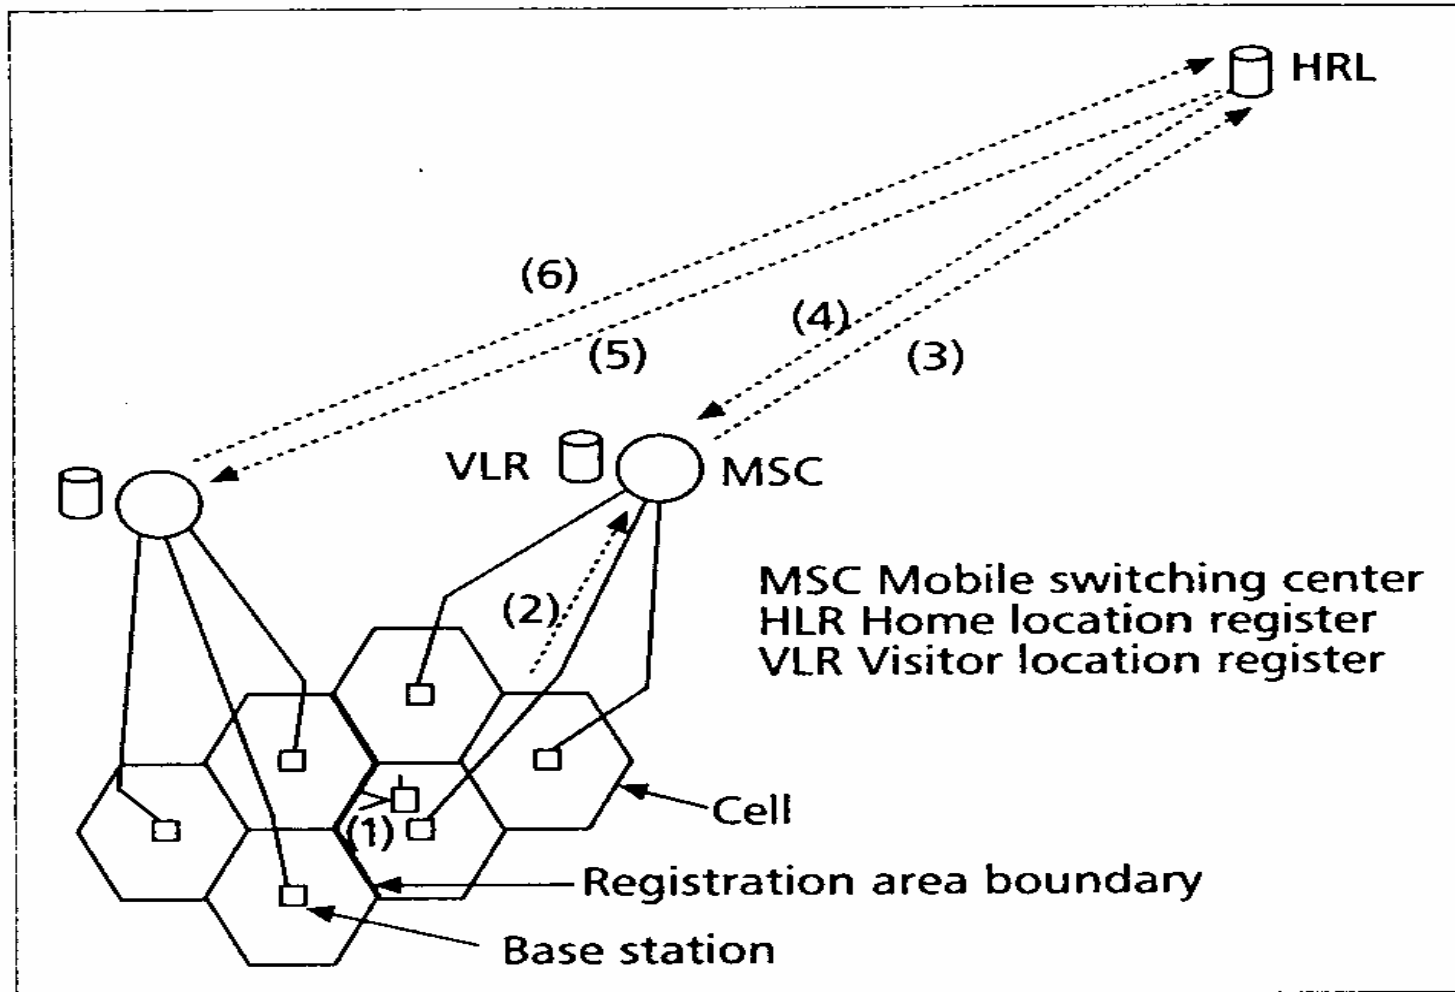 HRL
(6)
(4)
(5)
(3)
VLR
MSC
MSC Mobile switching center
(2)
HLR Home location register
VLR Visitor location register
Cell
(1)
Registration area boundary
Base station